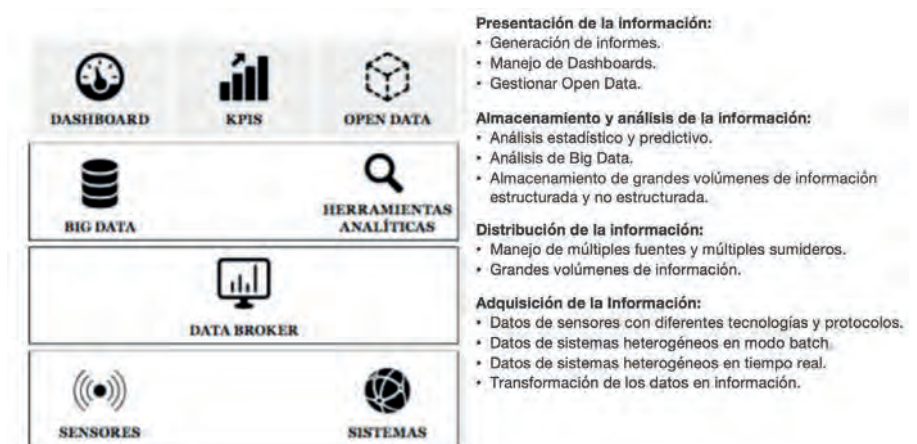 DASHBOARD
KPIS
OPEN DATA
BIG DATA
HERRAMIENTAS
ANALÍTICAS
DATA BROKER
SENSORES
SISTEMAS
Presentación de la información:
• Generación de informes.
• Manejo de Dashboards.
• Gestionar Open Data.
Almacenamiento y análisis de la información:
• Análisis estadístico y predictivo.
• Análisis de Big Data.
• Almacenamiento de grandes volúmenes de información
estructurada y no estructurada.
Distribución de la información:
• Manejo de múltiples fuentes y múltiples sumideros.
• Grandes volúmenes de información.
Adquisición de la Información:
• Datos de sensores con diferentes tecnologías y protocolos.
• Datos de sistemas heterogéneos en modo batch
• Datos de sistemas heterogéneos en tiempo real.
• Transformación de los datos en información.